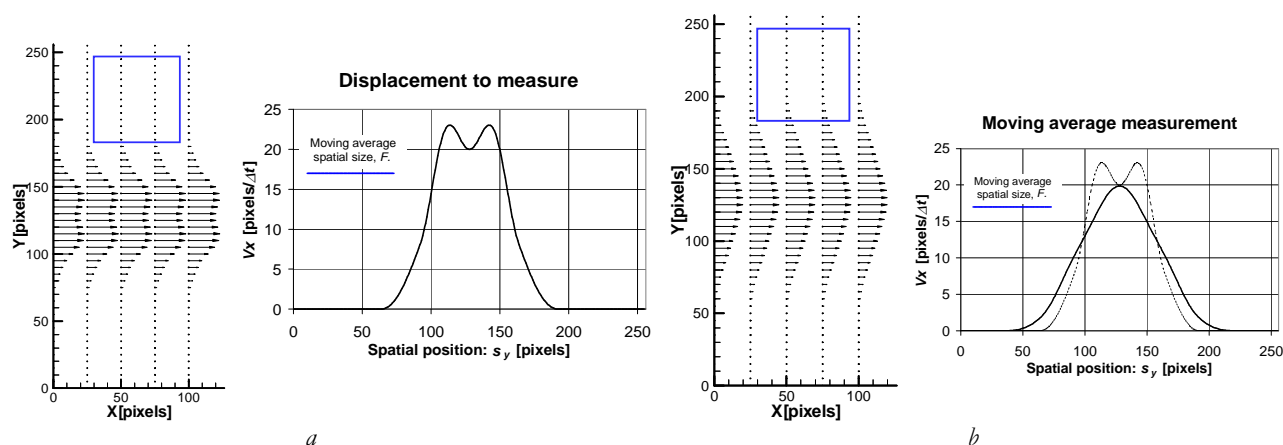 250
200
150
100
50
0
Y[pixels]
0 50 100
X[pixels]
Displacement to measure
25
20
15
10
5
0
Vx [pixels/Δt]
Moving average
spatial size, F.
0 50 100 150 200 250
Spatial position: s y [pixels]
a
250
200
150
100
50
0
Y[pixels]
0 50 100
X[pixels]
Moving average measurement
25
20
15
10
5
0
Vx [pixels/Δt]
Moving average
spatial size, F.
0 50 100 150 200 250
Spatial position: s y [pixels]
b